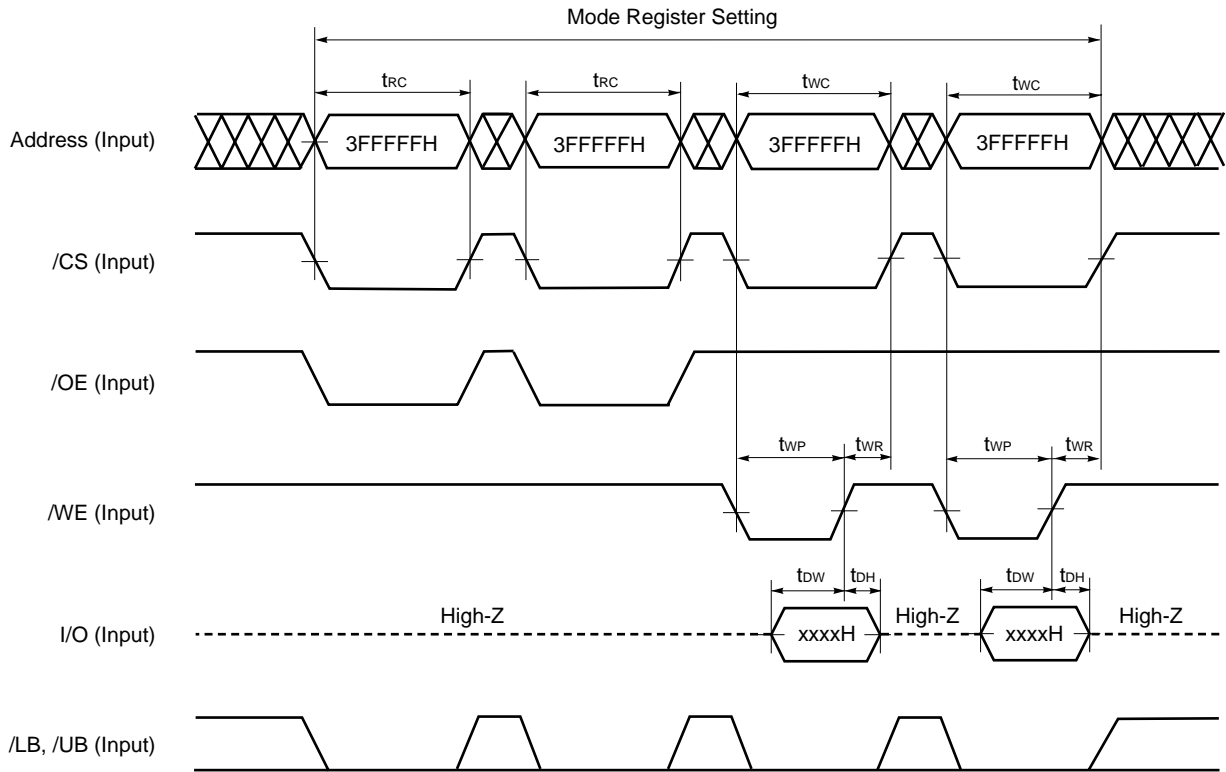 Mode Register Setting
tRC tRC tWC tWC
Address (Input) 3FFFFFH 3FFFFFH 3FFFFFH 3FFFFFH
/CS (Input)
/OE (Input)
tWP tWR tWP tWR
/WE (Input)
tDW tDH tDW tDH
I/O (Input) High-Z xxxxH High-Z xxxxH High-Z
/LB, /UB (Input)